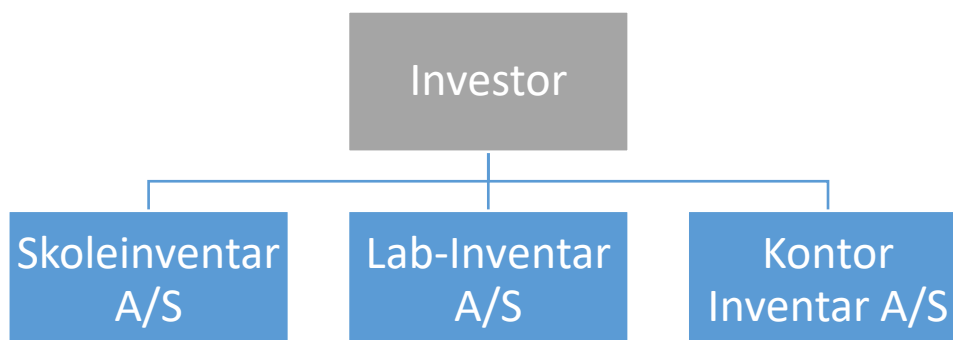 Investor
Skoleinventar
A/S
Lab-Inventar
A/S
Kontor
Inventar A/S